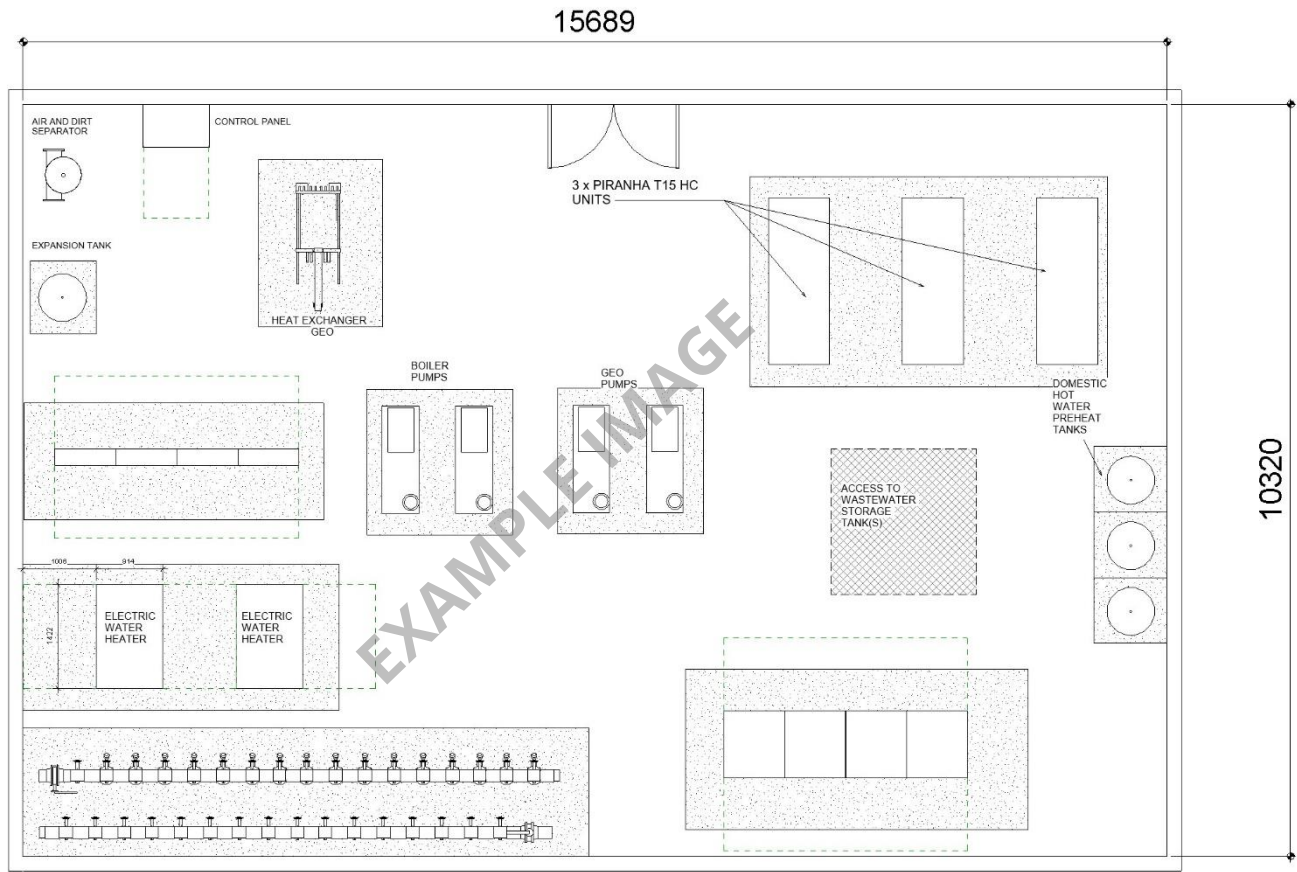 15689
AIR AND DIRT
SEPARATOR
CONTROL PANEL
3 x PIRANHA T15 HC
UNITS
EXPANSION TANK
HEAT EXCHANGER -
GEO
BOILER
PUMPS
GEO
PUMPS
DOMESTIC
HOT
WATER
PREHEAT
TANKS
10320
ACCESS TO
WASTEWATER
STORAGE
TANK(S)
1006
914
1422
ELECTRIC
WATER
HEATER
ELECTRIC
WATER
HEATER
EXAMPLE IMAGE